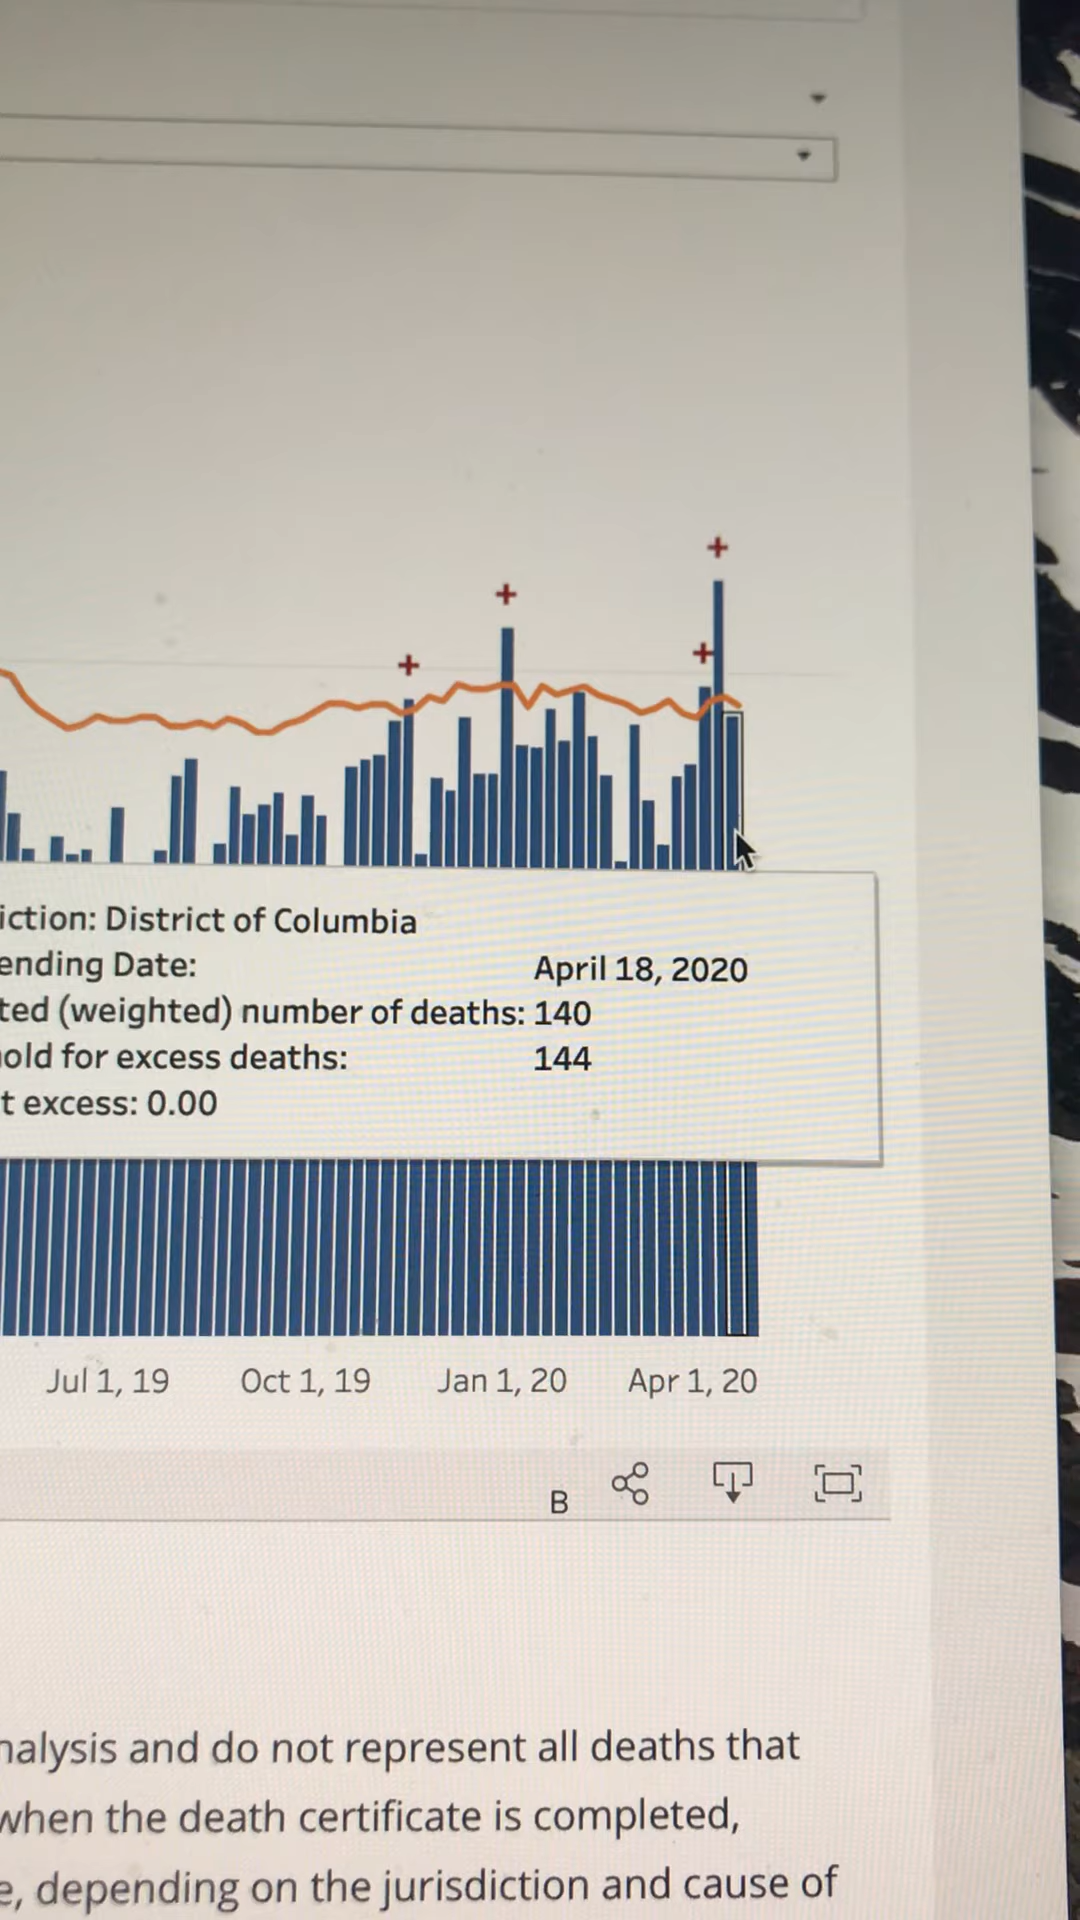 iction: District of Columbia
ending Date: April 18, 2020
ted (weighted) number of deaths: 140
old for excess deaths: 144
t excess: 0.00
Jul 1, 19 Oct 1, 19 Jan 1, 20 Apr 1, 20
B
nalysis and do not represent all deaths that
when the death certificate is completed,
e, depending on the jurisdiction and cause of